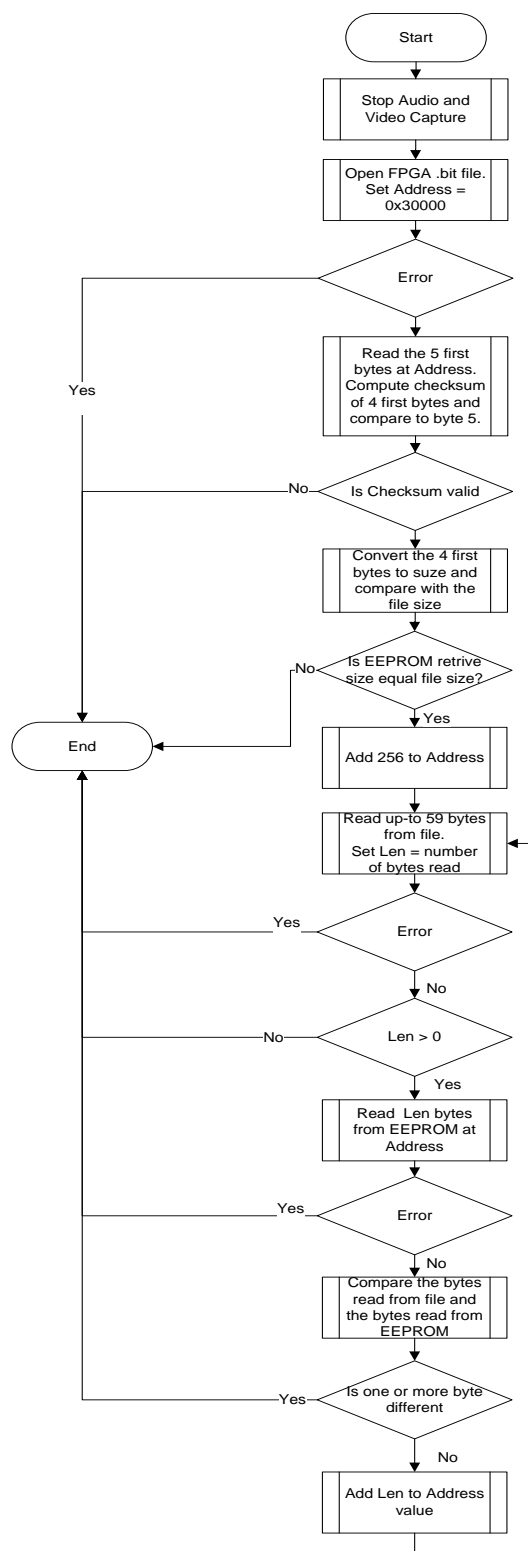 Start
Stop Audio and
Video Capture
Open FPGA .bit file.
Set Address =
0x30000
Error
Yes
Read the 5 first
bytes at Address.
Compute checksum
of 4 first bytes and
compare to byte 5.
No
Is Checksum valid
Convert the 4 first
bytes to suze and
compare with the
file size
No
Is EEPROM retrive
size equal file size?
Yes
End
Add 256 to Address
Read up-to 59 bytes
from file.
Set Len = number
of bytes read
Yes
Error
No
No
Len > 0
Yes
Read Len bytes
from EEPROM at
Address
Yes
Error
No
Compare the bytes
read from file and
the bytes read from
EEPROM
Yes
Is one or more byte
different
No
Add Len to Address
value